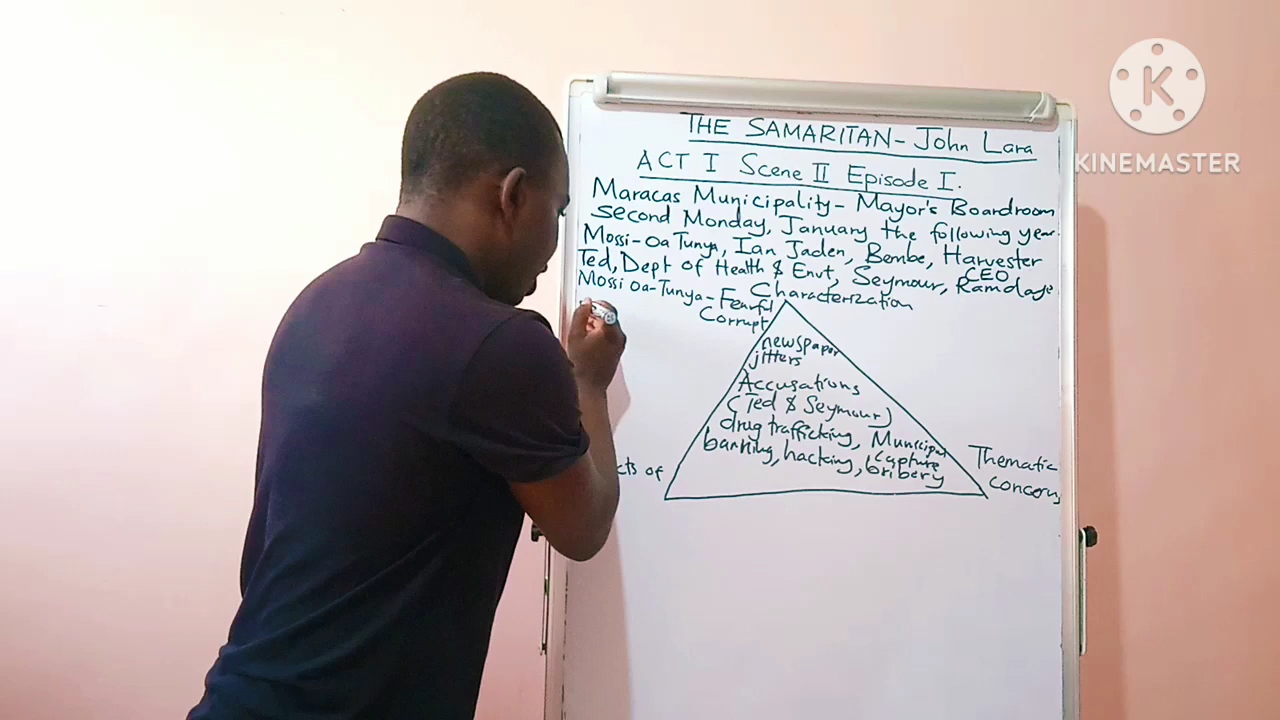 THE SAMARITAN - John Lara
ACT I Scene II Episode I.
Maracas Municipality - Mayor's Boardroom
Second Monday, January the following year.
Mossi-oa Tunya, Ian Jaden, Bembe, Harvester
CEO
Ted, Dept of Health & Envt, Seymour, Ramdaye
Mossi oa-Tunya - Fearful Characterization
Corrupt
newspaper
jitters
Accusations
(Ted & Seymour)
drug trafficking, Municipal
capture
banning, hacking, bribery
cts of
Thematic
concerns
K
KINEMASTER